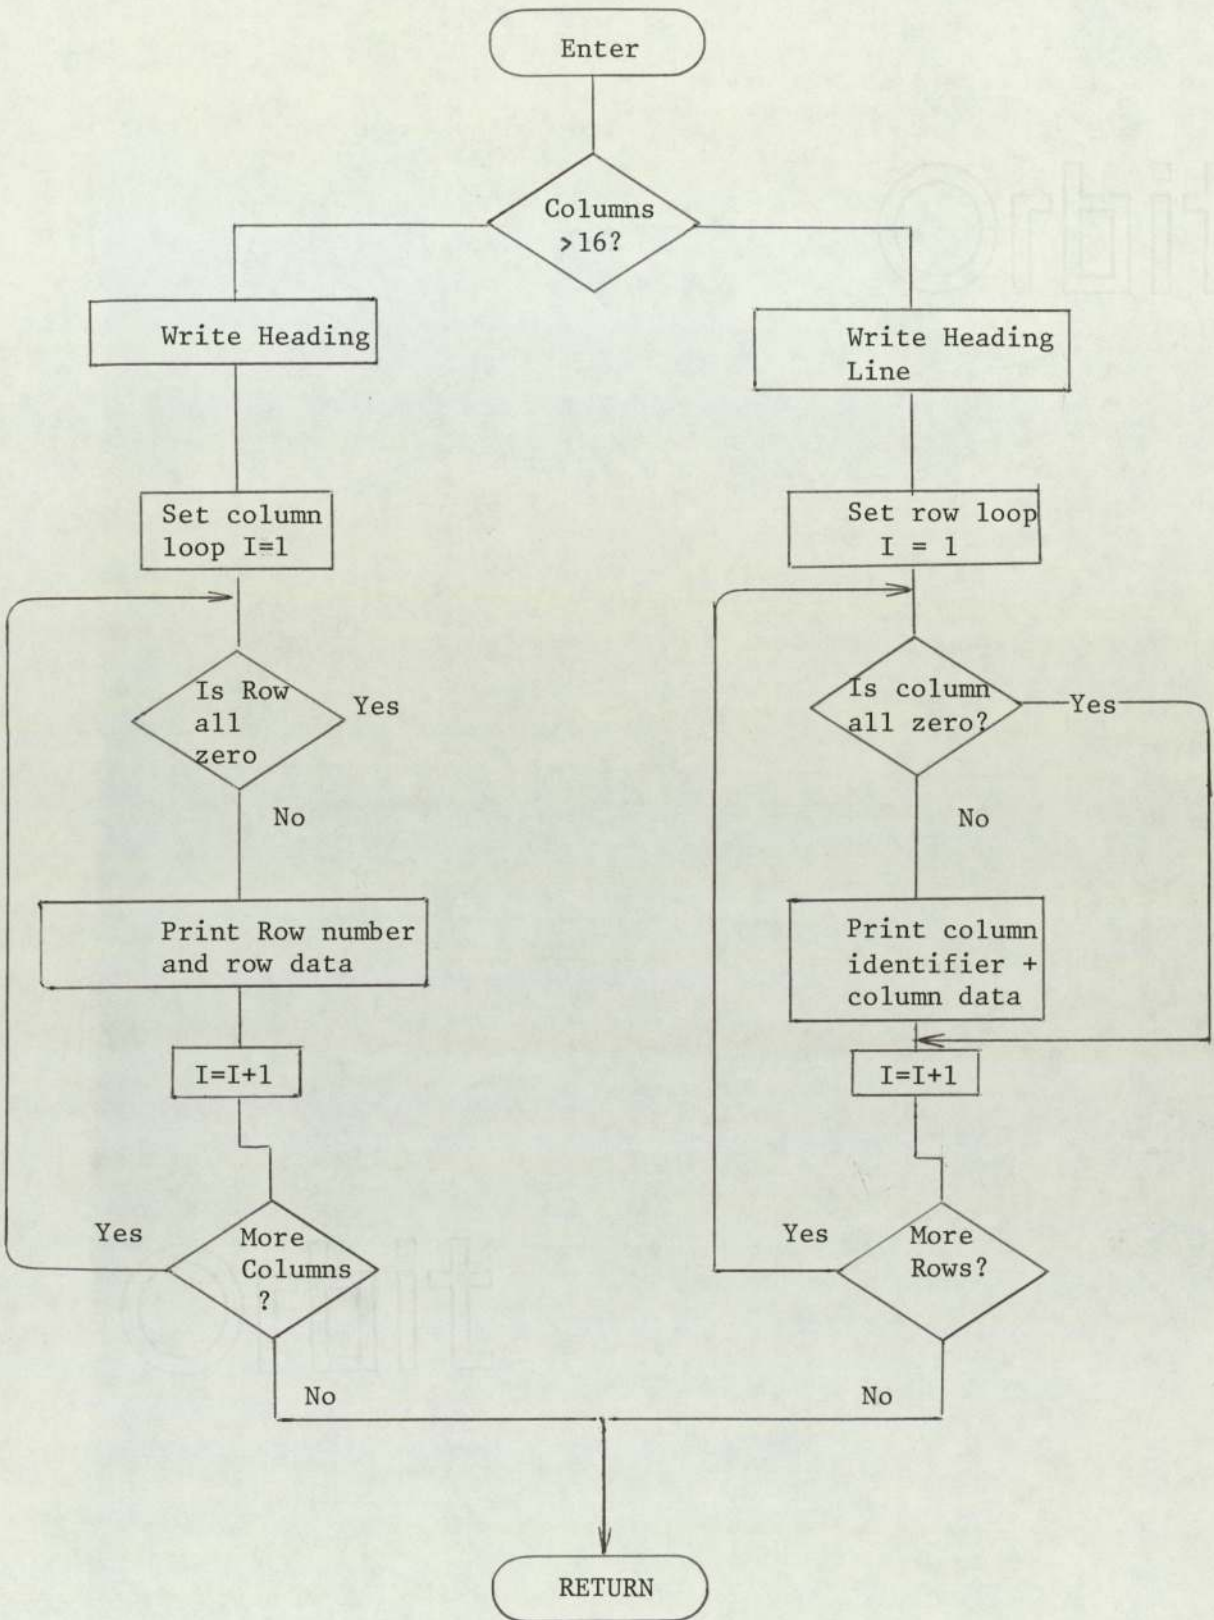 Enter
Columns
>16?
Write Heading
Write Heading
Line
Set column
loop I=1
Set row loop
I = 1
Is Row
all
zero
Yes
No
Is column
all zero?
Yes
No
Print Row number
and row data
Print column
identifier +
column data
I=I+1
I=I+1
Yes
More
Columns
?
No
Yes
More
Rows?
No
RETURN